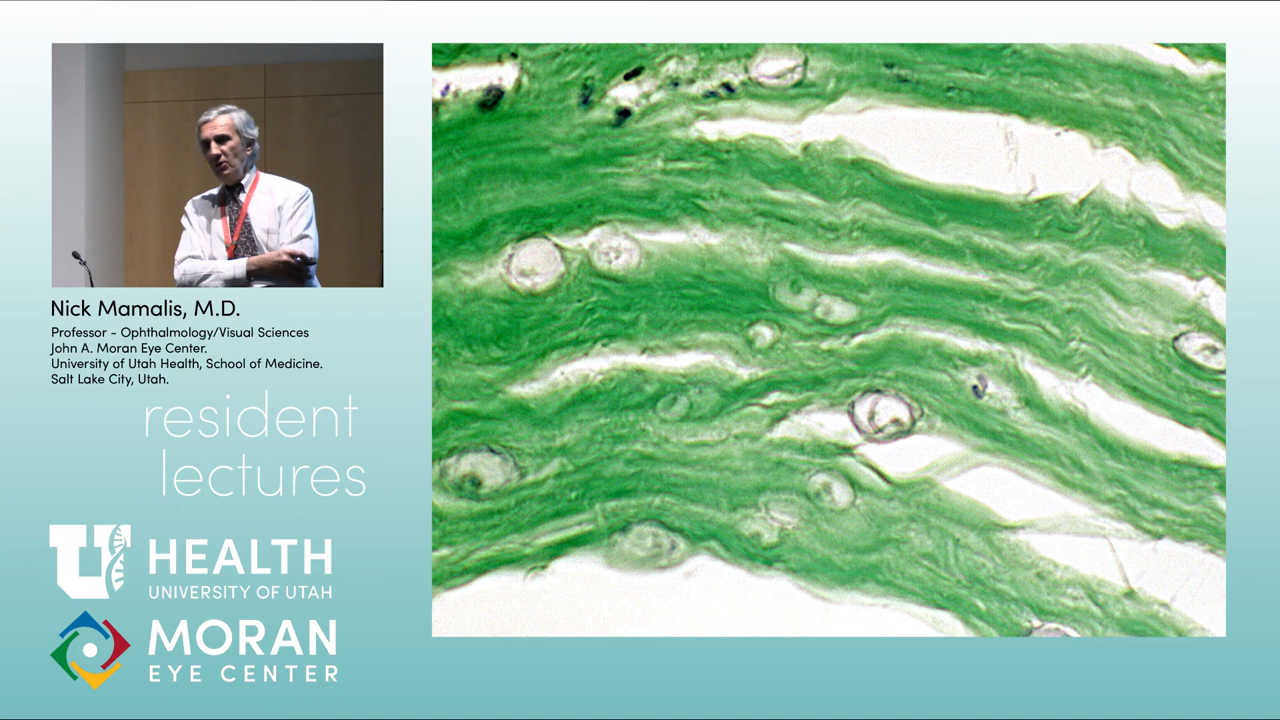 Nick Mamalis, M.D.
Professor - Ophthalmology/Visual Sciences
John A. Moran Eye Center.
University of Utah Health, School of Medicine.
Salt Lake City, Utah.
resident
lectures
U HEALTH
UNIVERSITY OF UTAH
MORAN
EYE CENTER